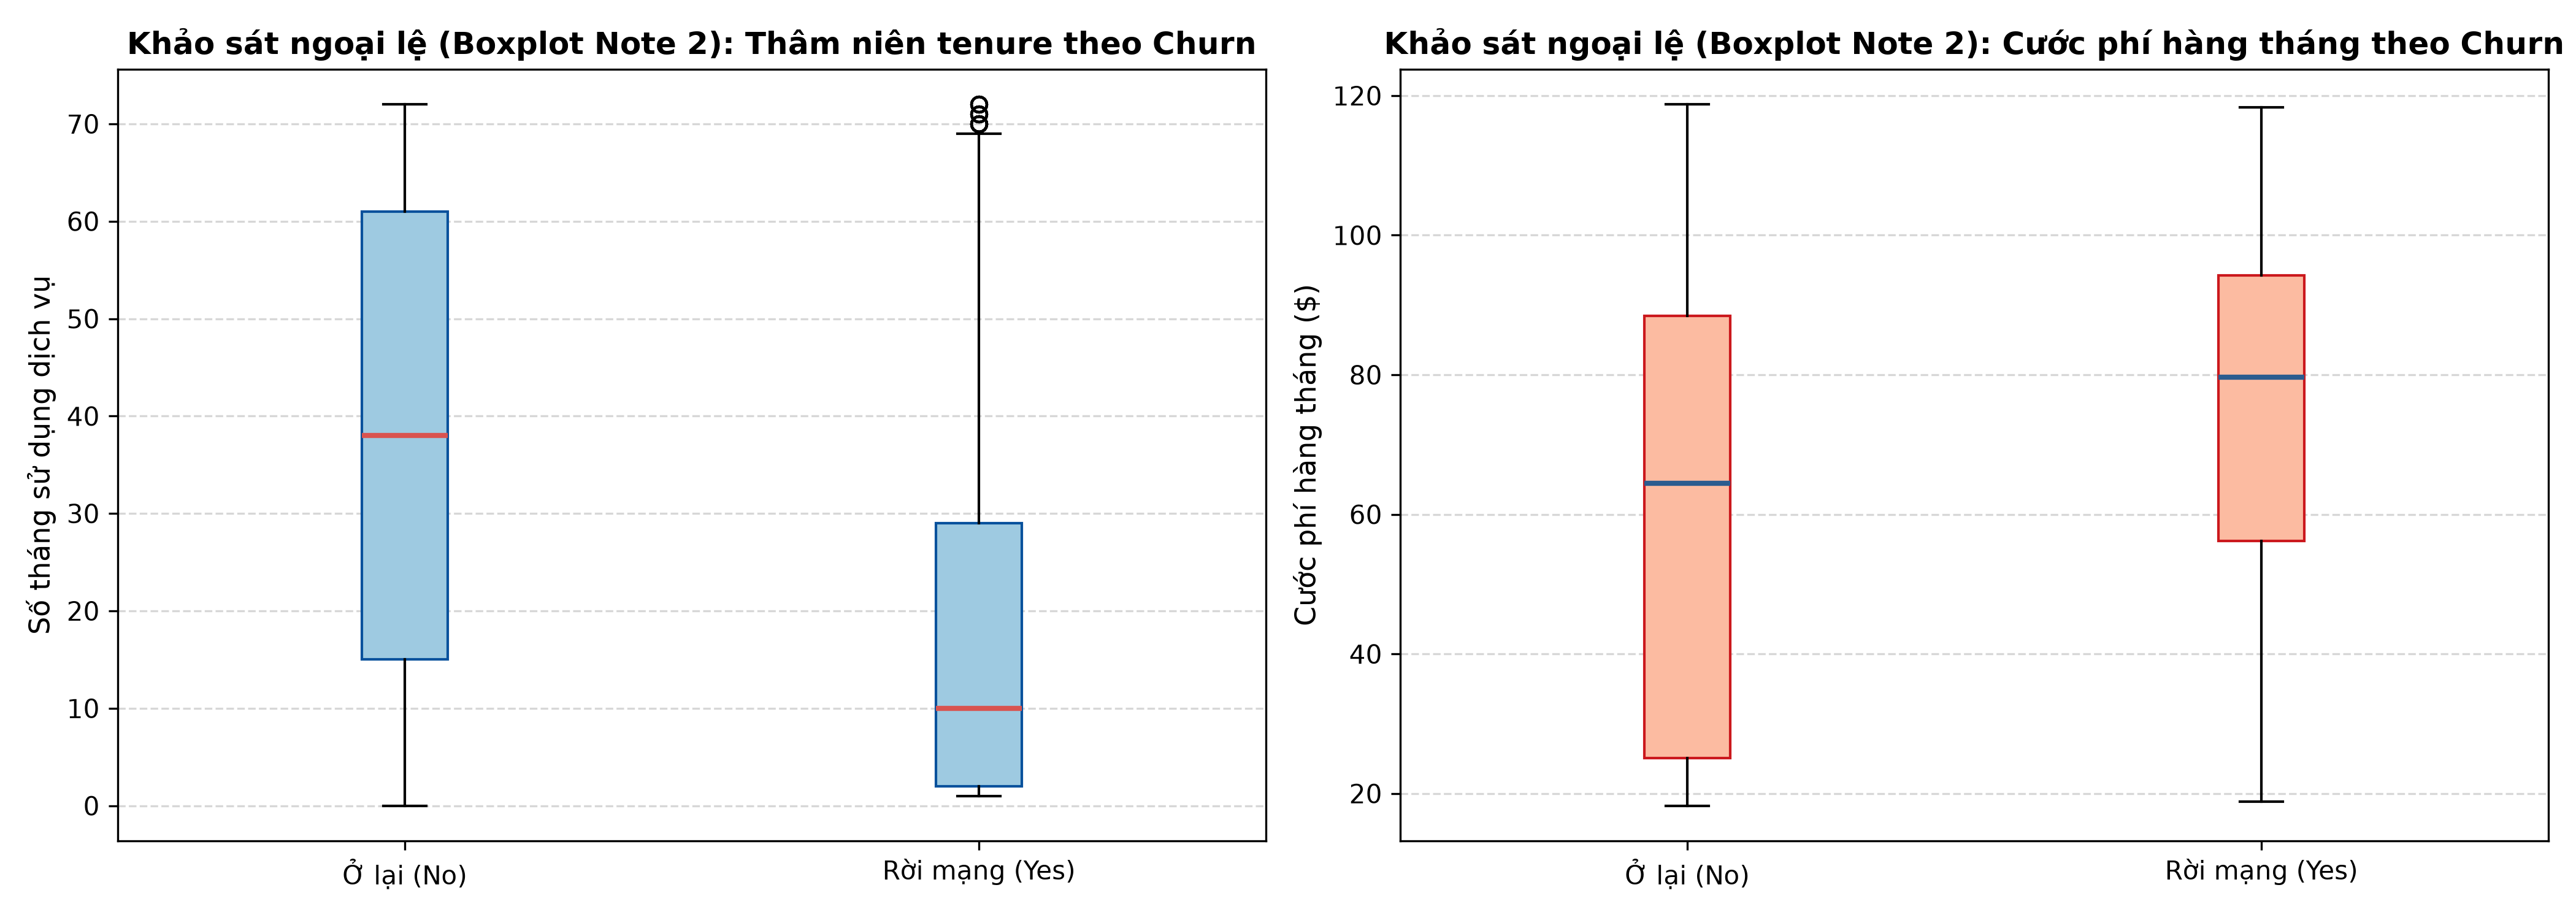 Khảo sát ngoại lệ (Boxplot Note 2): Thâm niên tenure theo Churn
Số tháng sử dụng dịch vụ
70
60
50
40
30
20
10
0
Ở lại (No)
Rời mạng (Yes)
Khảo sát ngoại lệ (Boxplot Note 2): Cước phí hàng tháng theo Churn
Cước phí hàng tháng ($)
120
100
80
60
40
20
Ở lại (No)
Rời mạng (Yes)